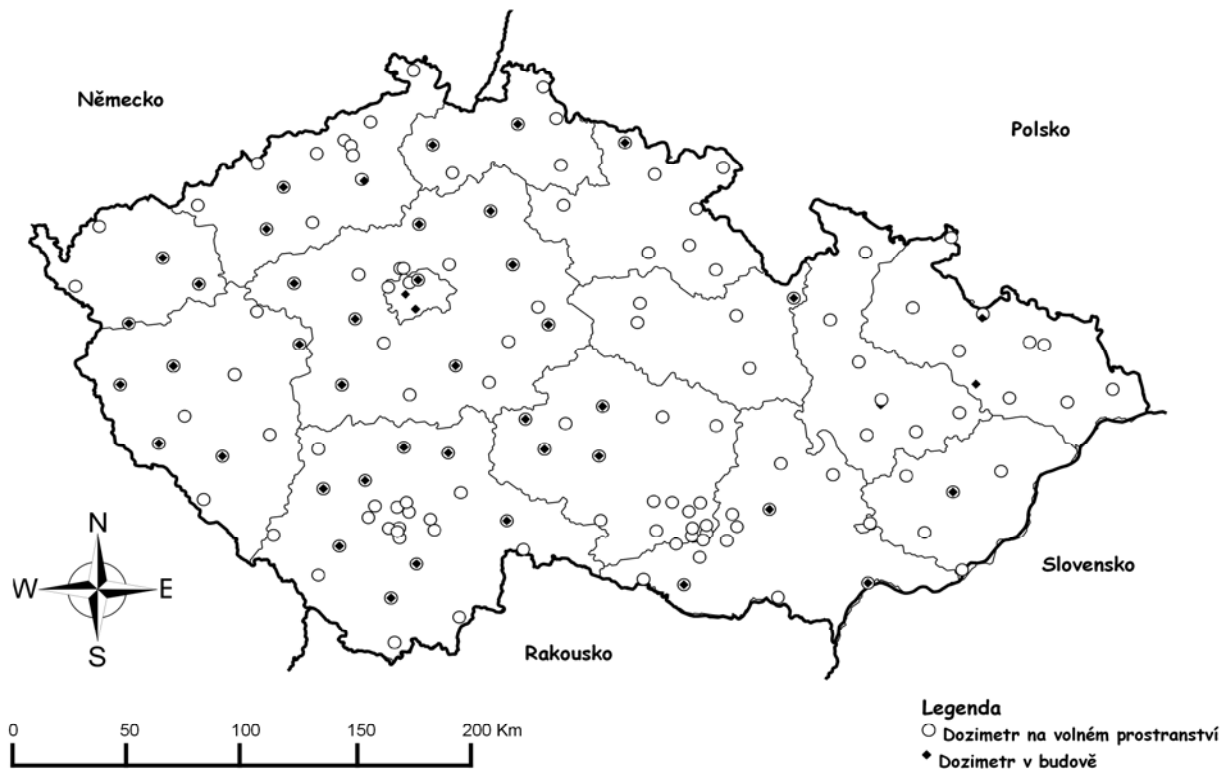 Německo
Polsko
N
W
E
S
Slovensko
Rakousko
0 50 100 150 200 Km
Legenda
Dozimetr na volném prostranství
Dozimetr v budově